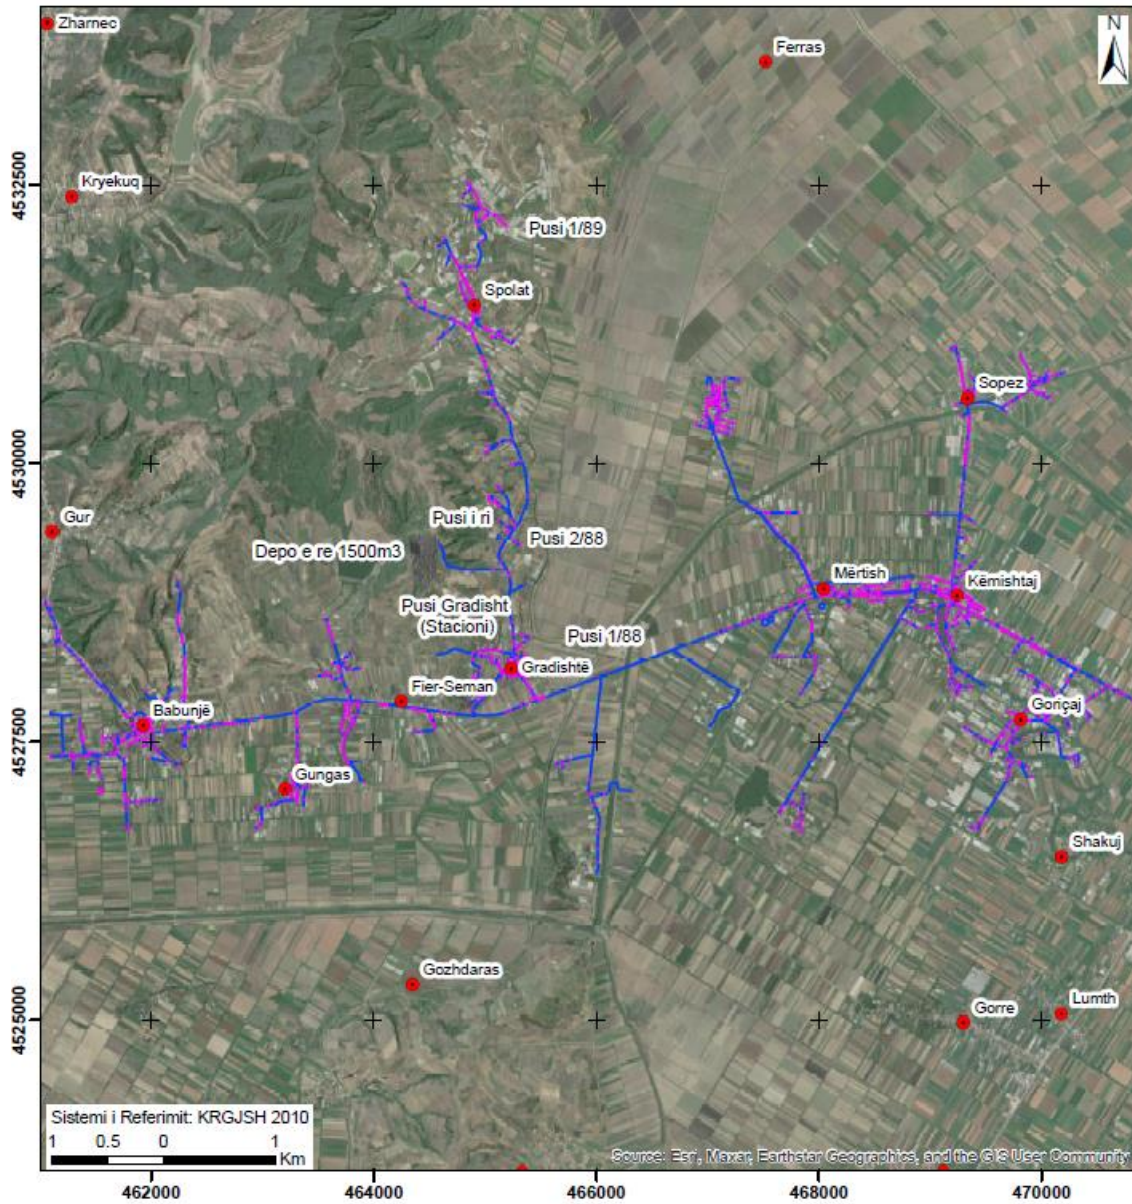 Zharnec
N
Ferras
Kryekuq
Pusi 1/89
Spolat
Sopez
Gur
Pusi i ri
Pusi 2/88
Depo e re 1500m3
Mërtish
Këmishtaj
Pusi Gradisht
(Stacioni)
Pusi 1/88
Gradishtë
Fier-Seman
Babunjë
Goriçaj
Gungas
Shakuj
Gozhdaras
Gorre
Lumth
4532500
4530000
4527500
4525000
Sistemi i Referimit: KRGJSH 2010
1 0.5 0 1
Km
Source: Esri, Maxar, Earthstar Geographics, and the GIS User Community
462000
464000
466000
468000
470000